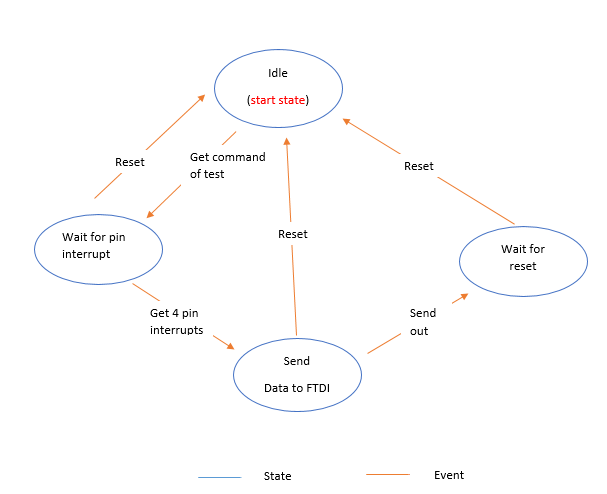 Idle
(start state)
Reset
Get command
of test
Reset
Wait for pin
interrupt
Reset
Wait for
reset
Get 4 pin
interrupts
Send
out
Send
Data to FTDI
State
Event